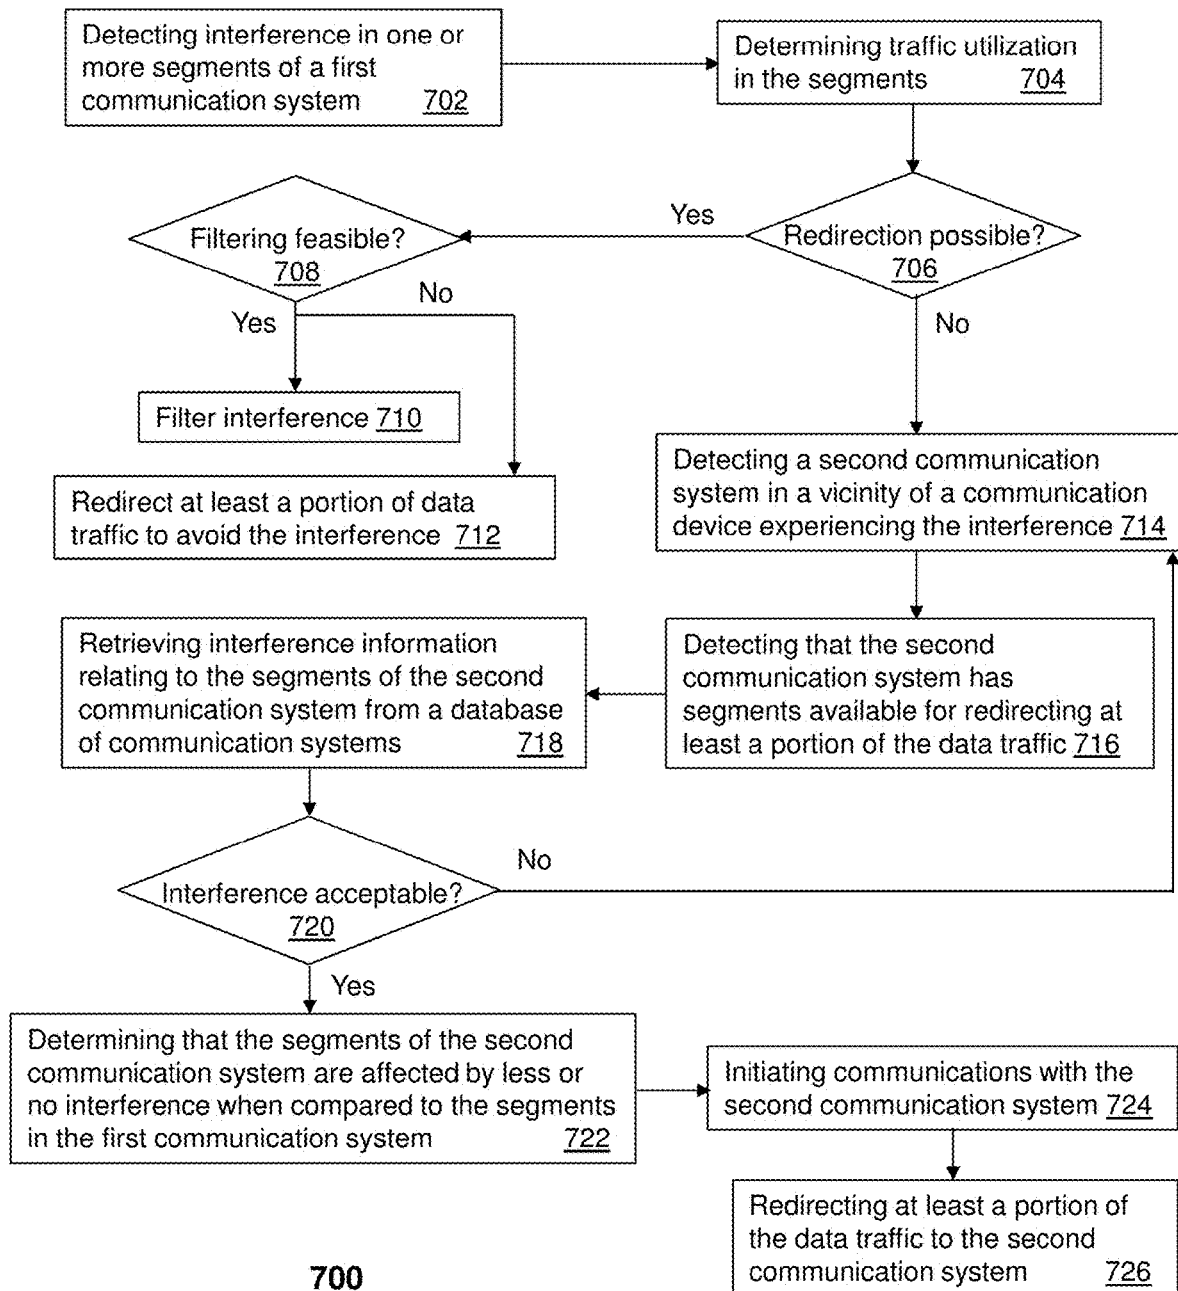 Detecting interference in one or
more segments of a first
communication system 702
Determining traffic utilization
in the segments 704
Yes
Filtering feasible?
708
Redirection possible?
706
No
Yes
No
Filter interference 710
Redirect at least a portion of data
traffic to avoid the interference 712
Detecting a second communication
system in a vicinity of a communication
device experiencing the interference 714
Retrieving interference information
relating to the segments of the second
communication system from a database
of communication systems 718
Detecting that the second
communication system has
segments available for redirecting at
least a portion of the data traffic 716
Interference acceptable?
720
No
Yes
Determining that the segments of the second
communication system are affected by less or
no interference when compared to the segments
in the first communication system 722
Initiating communications with the
second communication system 724
Redirecting at least a portion of
the data traffic to the second
communication system 726
700